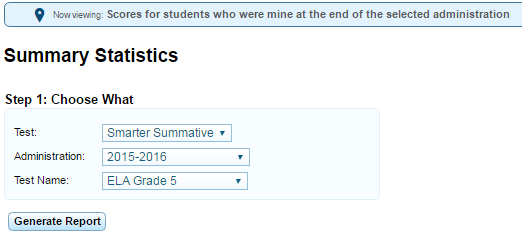 Now viewing: Scores for students who were mine at the end of the selected administration
Summary Statistics
Step 1: Choose What
Test: Smarter Summative
Administration: 2015-2016
Test Name: ELA Grade 5
Generate Report